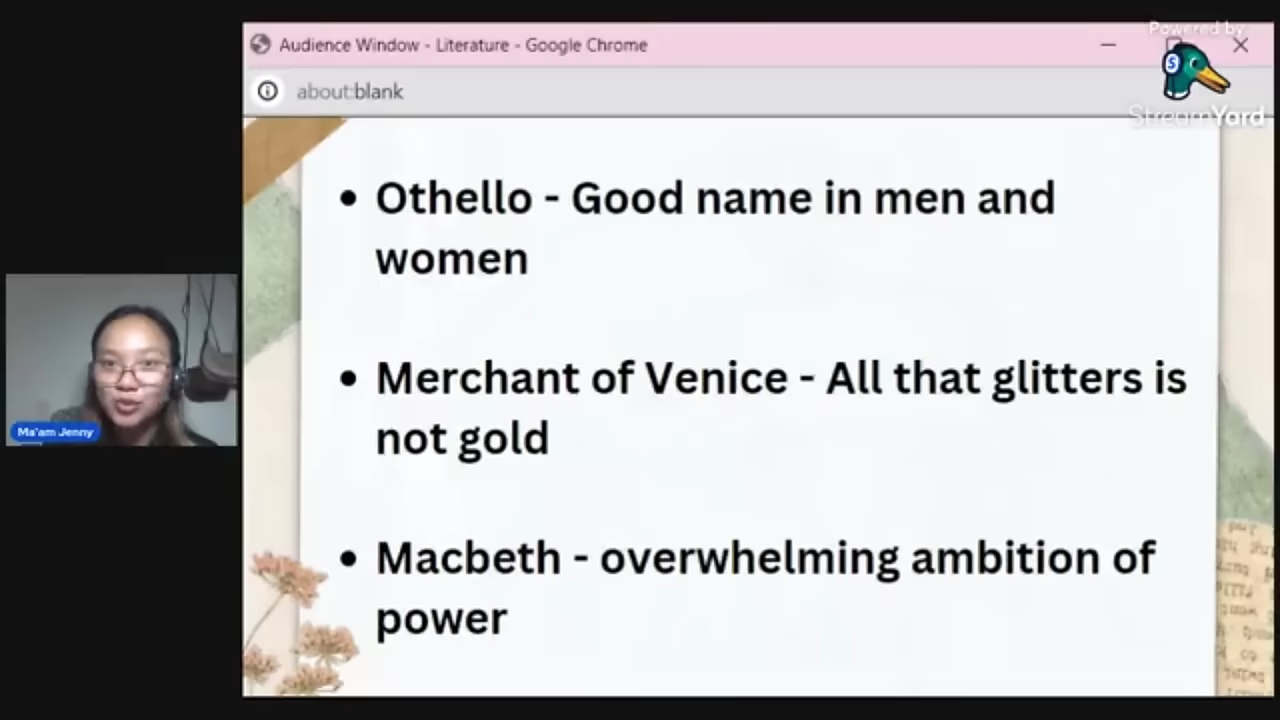 Audience Window - Literature - Google Chrome
Powered by
about:blank
StreamYard
• Othello - Good name in men and
women
• Merchant of Venice - All that glitters is
not gold
• Macbeth - overwhelming ambition of
power
Ma'am Jenny